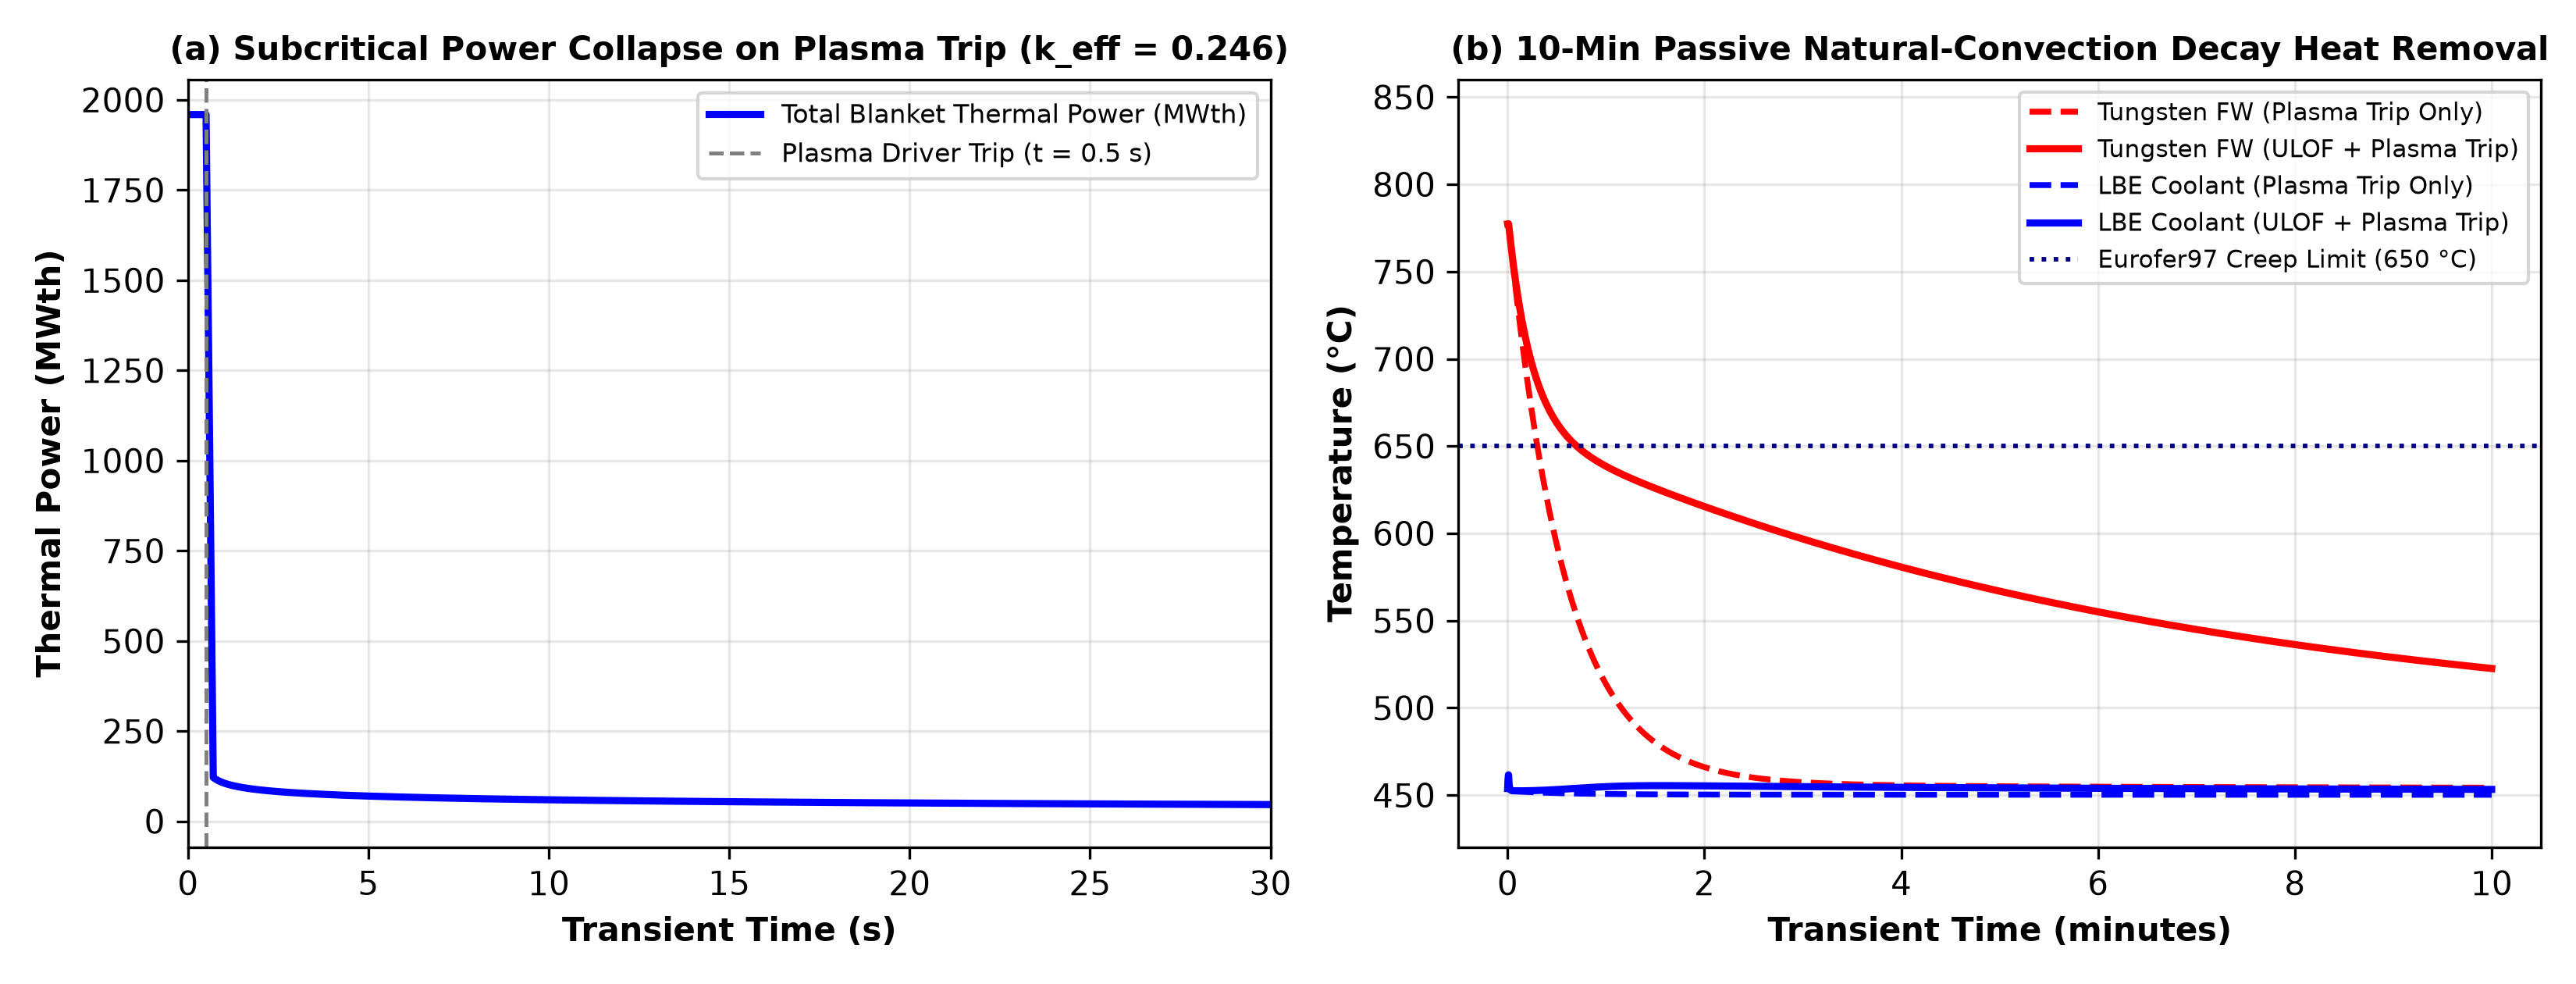 (a) Subcritical Power Collapse on Plasma Trip (k_eff = 0.246)
Thermal Power (MWth)
2000
1750
1500
1250
1000
750
500
250
0
Total Blanket Thermal Power (MWth)
Plasma Driver Trip (t = 0.5 s)
0 5 10 15 20 25 30
Transient Time (s)
(b) 10-Min Passive Natural-Convection Decay Heat Removal
Temperature (°C)
850
800
750
700
650
600
550
500
450
Tungsten FW (Plasma Trip Only)
Tungsten FW (ULOF + Plasma Trip)
LBE Coolant (Plasma Trip Only)
LBE Coolant (ULOF + Plasma Trip)
Eurofer97 Creep Limit (650 °C)
0 2 4 6 8 10
Transient Time (minutes)